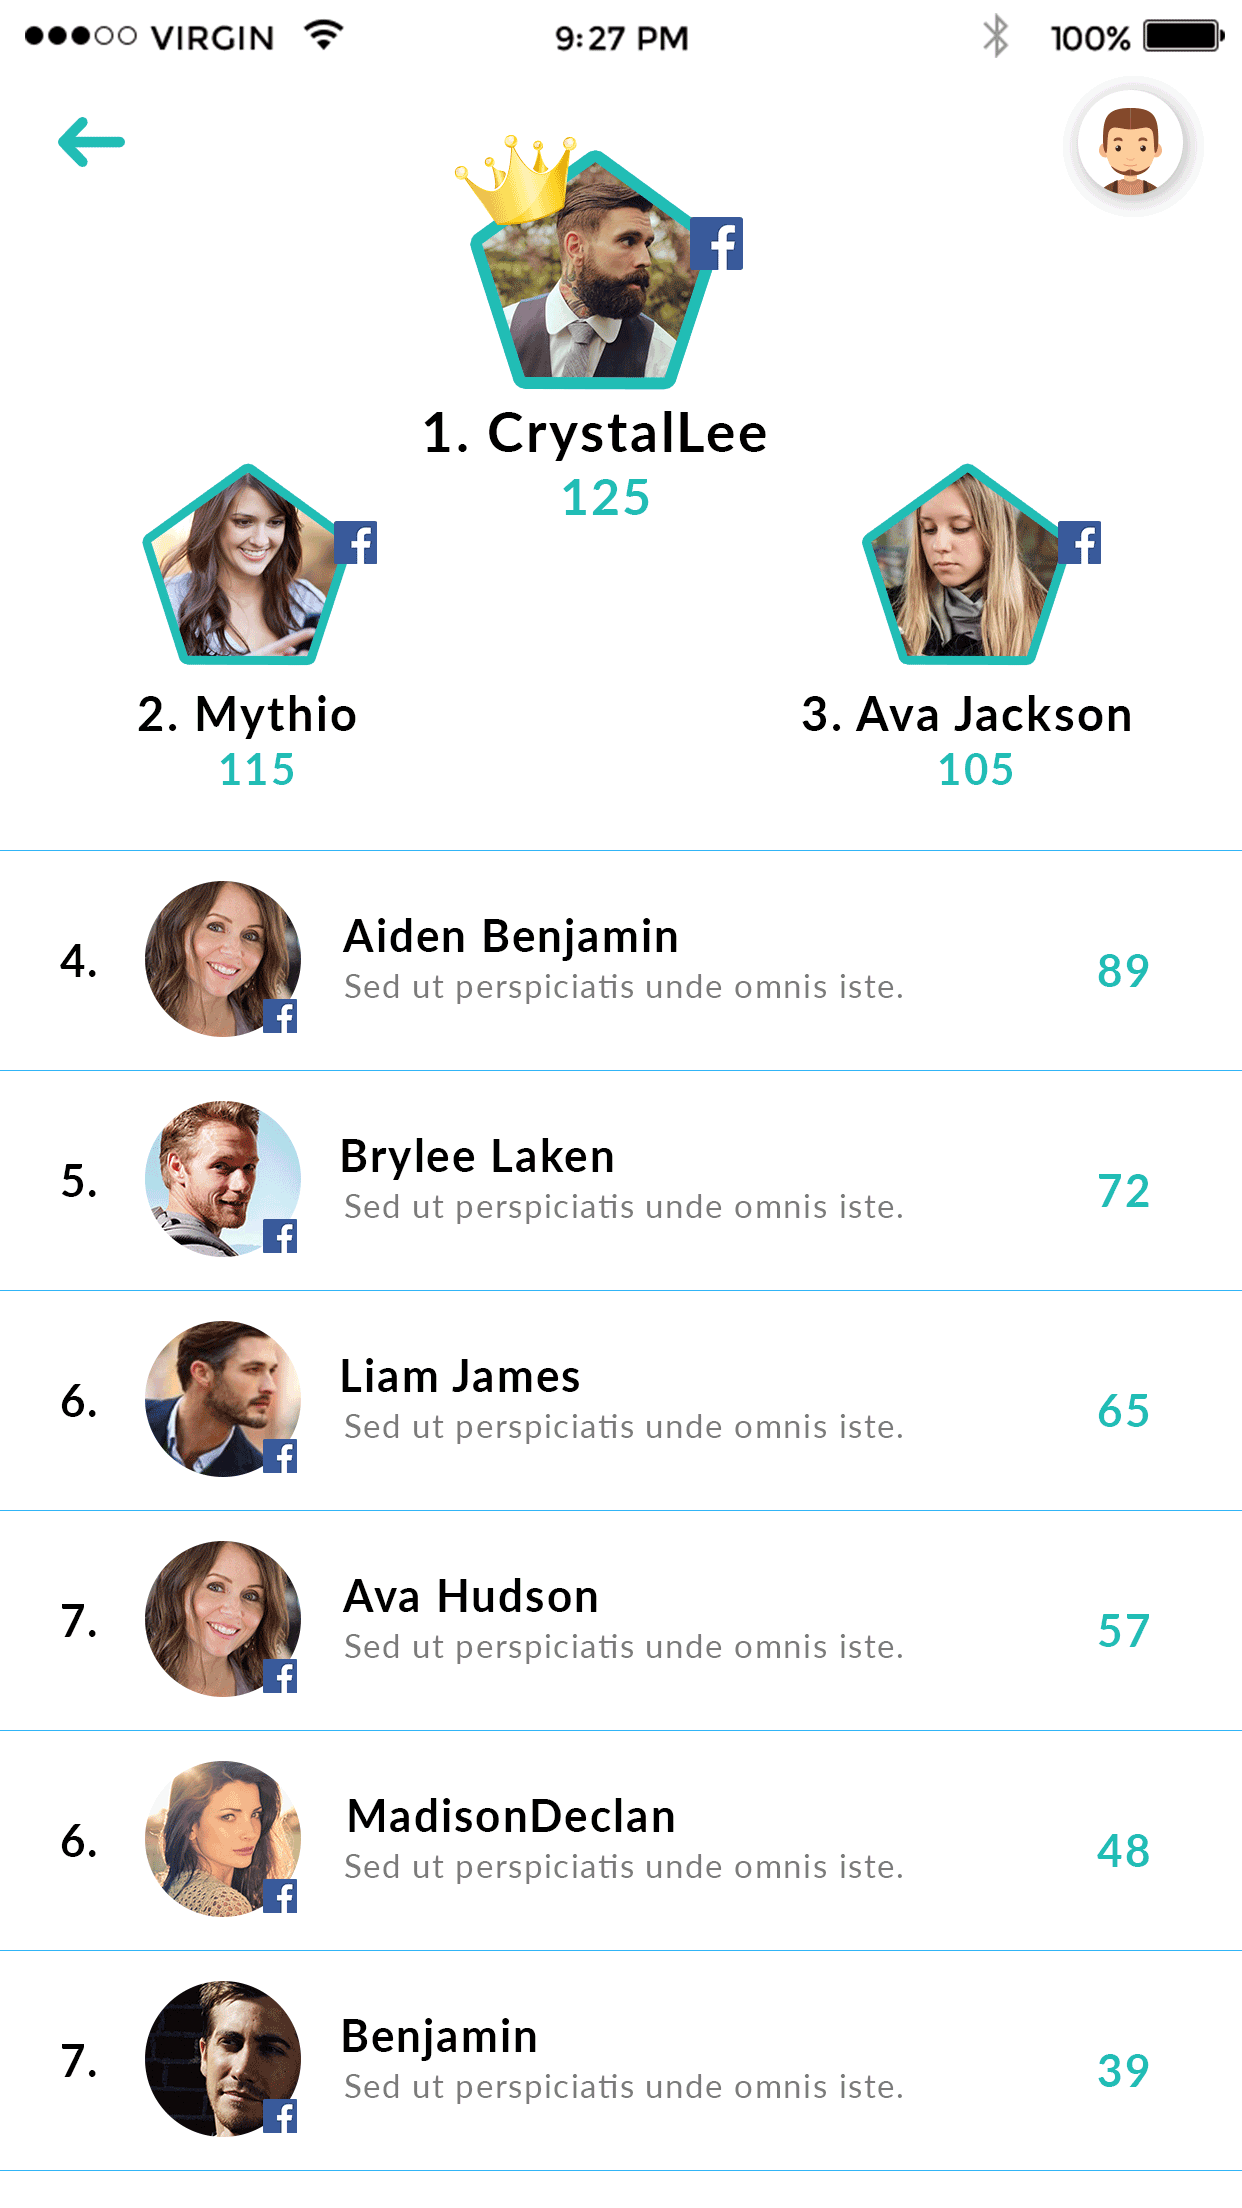 VIRGIN 9:27 PM 100%
1. CrystalLee
125
2. Mythio
115
3. Ava Jackson
105
4. Aiden Benjamin
Sed ut perspiciatis unde omnis iste.
89
5. Brylee Laken
Sed ut perspiciatis unde omnis iste.
72
6. Liam James
Sed ut perspiciatis unde omnis iste.
65
7. Ava Hudson
Sed ut perspiciatis unde omnis iste.
57
6. MadisonDeclan
Sed ut perspiciatis unde omnis iste.
48
7. Benjamin
Sed ut perspiciatis unde omnis iste.
39